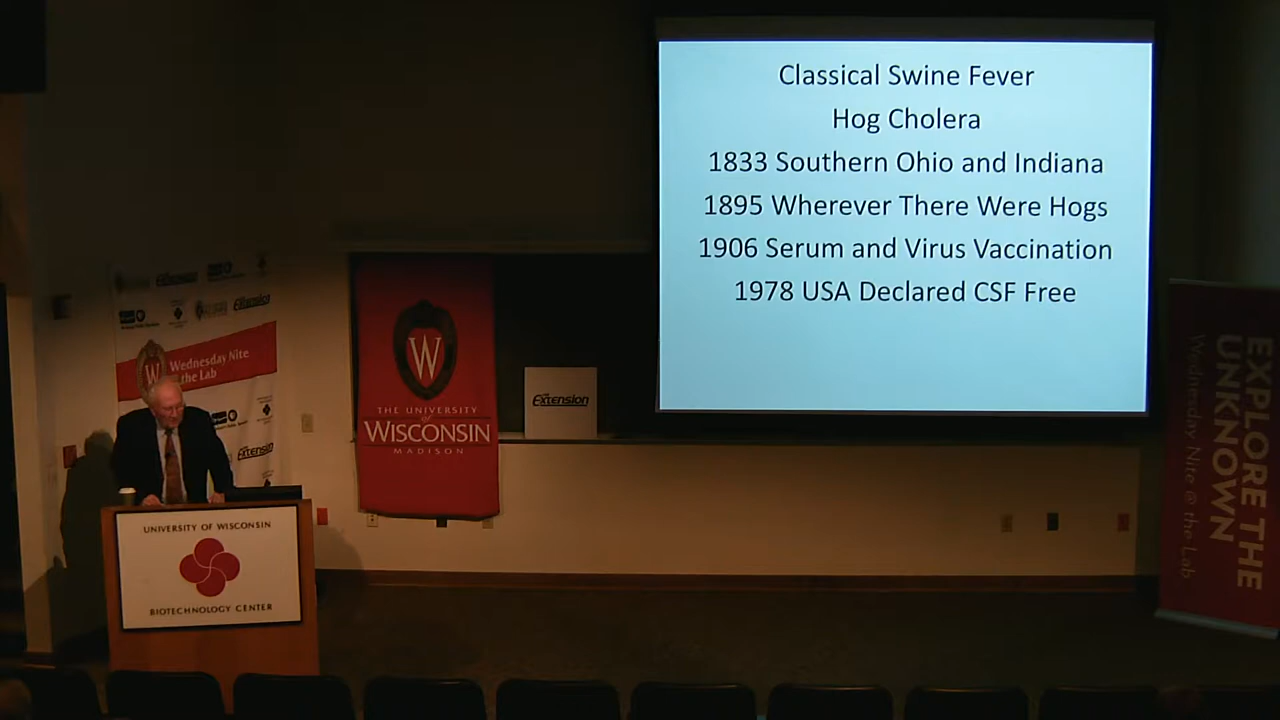 Classical Swine Fever
Hog Cholera
1833 Southern Ohio and Indiana
1895 Wherever There Were Hogs
1906 Serum and Virus Vaccination
1978 USA Declared CSF Free
Wednesday Nite
the Lab
W
THE UNIVERSITY
of
WISCONSIN
MADISON
Extension
Extension
UNIVERSITY OF WISCONSIN
BIOTECHNOLOGY CENTER
EXPLORE THE
UNKNOWN
Wednesday Nite @ the Lab